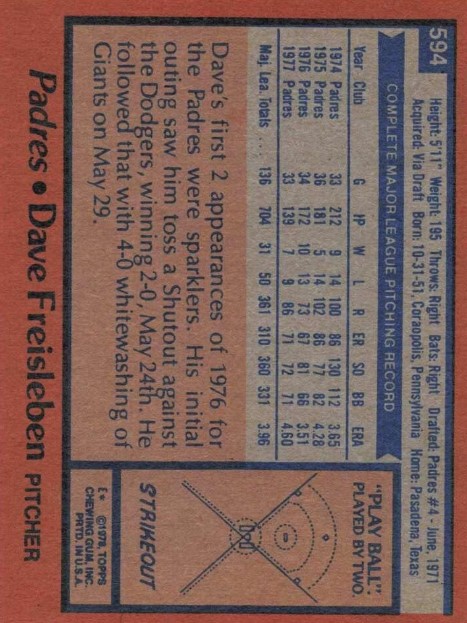 594
Height: 5'11" Weight: 195 Throws: Right Bats: Right Drafted: Padres #4 - June, 1971
Acquired: Via Draft Born: 10-31-51, Coraopolis, Pennsylvania Home: Pasadena, Texas
COMPLETE MAJOR LEAGUE PITCHING RECORD
Year Club G IP W L R ER SO BB ERA
1974 Padres 33 212 9 14 100 86 130 112 3.65
1975 Padres 36 181 5 14 102 86 77 82 4.28
1976 Padres 34 172 10 13 73 67 81 66 3.51
1977 Padres 33 139 7 9 86 71 72 71 4.60
Maj. Lea. Totals . . . 136 704 31 50 361 310 360 331 3.96
Dave's first 2 appearances of 1976 for
the Padres were sparklers. His initial
outing saw him toss a Shutout against
the Dodgers, winning 2-0, May 24th. He
followed that with 4-0 whitewashing of
Giants on May 29.
"PLAY BALL"
PLAYED BY TWO
STRIKEOUT
Padres • Dave Freisleben PITCHER
©1978 TOPPS
CHEWING GUM, INC.
PRTD. IN U.S.A.